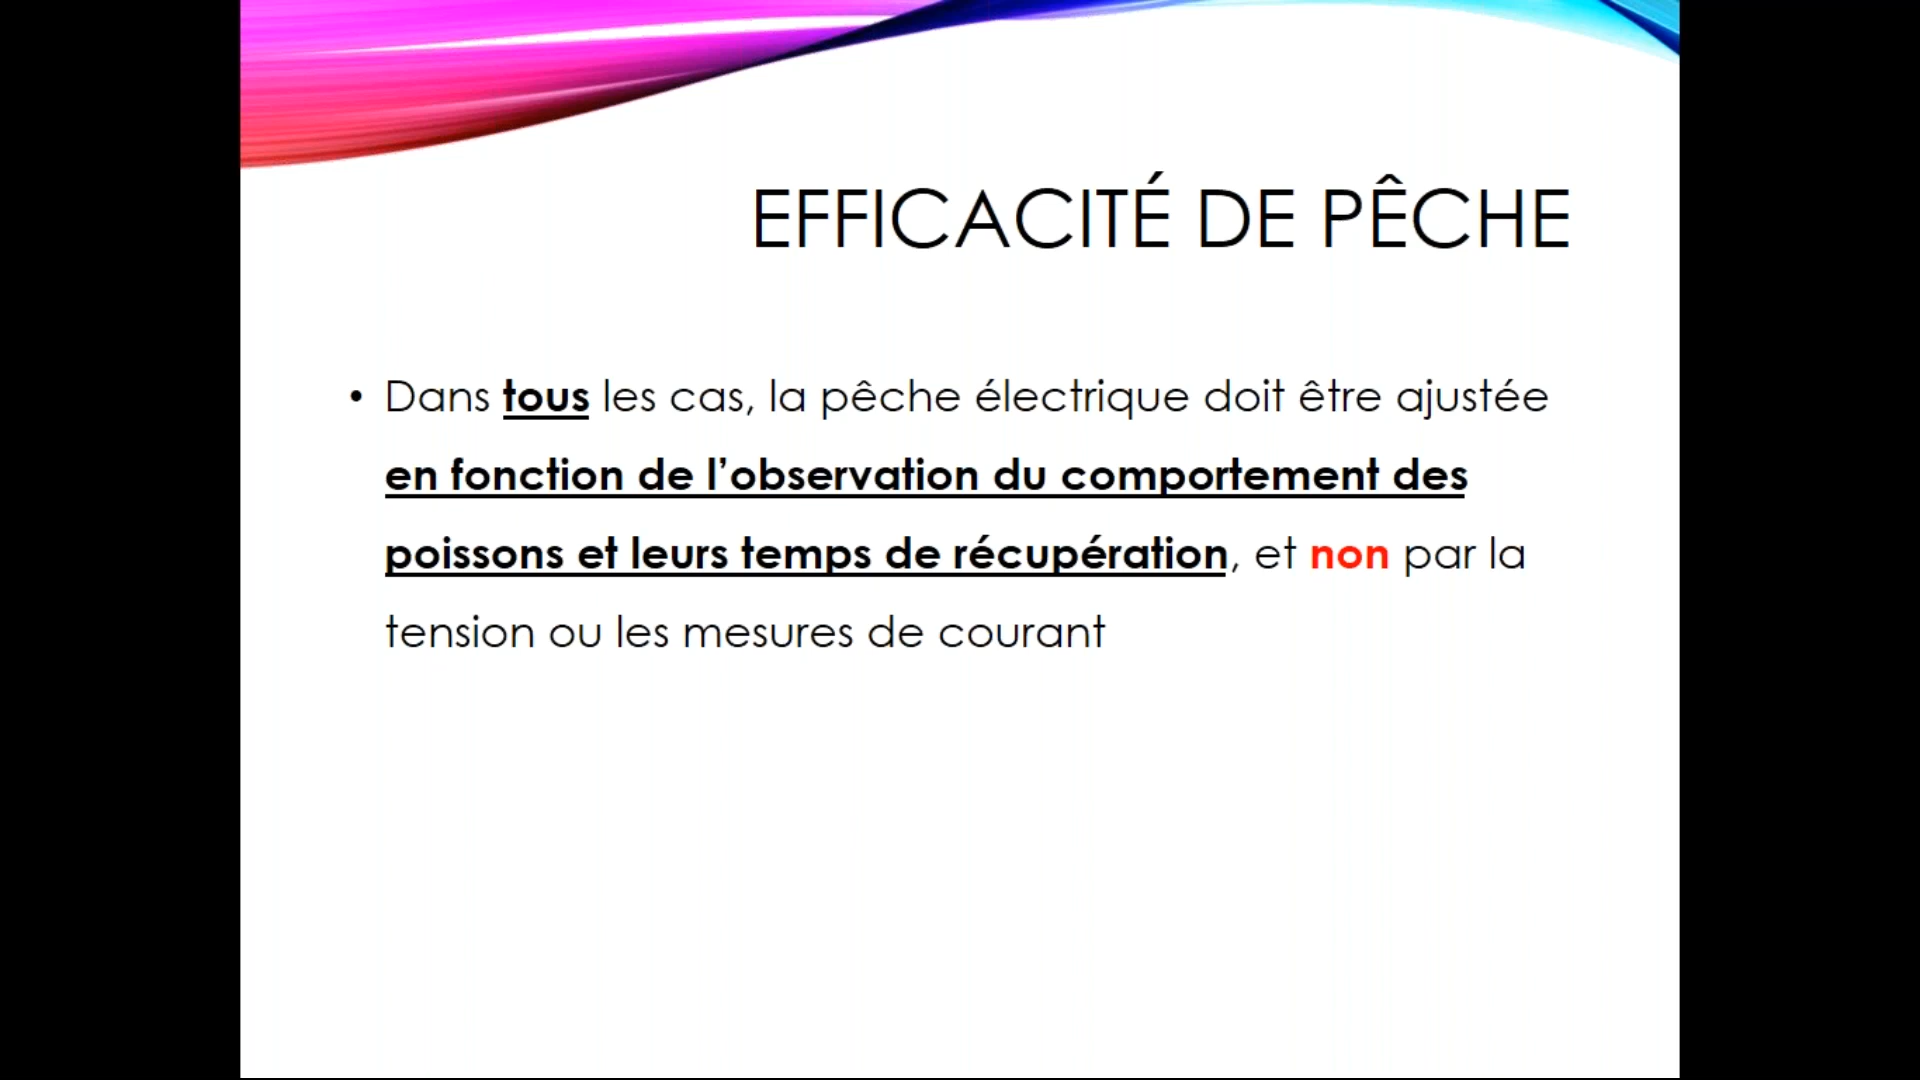 EFFICACITÉ DE PÊCHE
• Dans tous les cas, la pêche électrique doit être ajustée
en fonction de l’observation du comportement des
poissons et leurs temps de récupération, et non par la
tension ou les mesures de courant